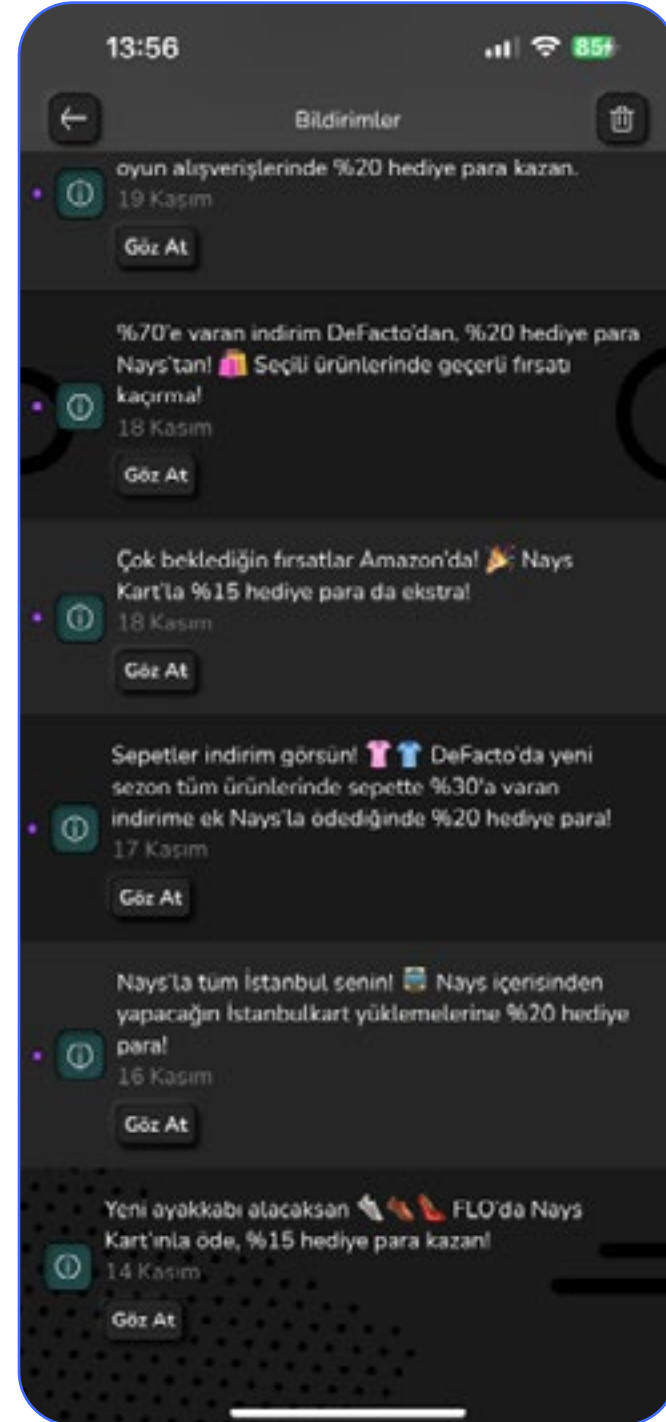 13:56
85
Bildirimler
oyun alışverişlerinde %20 hediye para kazan.
19 Kasım
Göz At
%70'e varan indirim DeFacto'dan, %20 hediye para
Nays'tan! 🛍️ Seçili ürünlerinde geçerli fırsatı
kaçırma!
18 Kasım
Göz At
Çok beklediğin fırsatlar Amazon'da! 🎉 Nays
Kart'la %15 hediye para da ekstra!
18 Kasım
Göz At
Sepetler indirim görsün! 👚👕 DeFacto'da yeni
sezon tüm ürünlerinde sepette %30'a varan
indirime ek Nays'la ödediğinde %20 hediye para!
17 Kasım
Göz At
Nays'la tüm İstanbul senin! 🚍 Nays içerisinden
yapacağın İstanbulkart yüklemelerine %20 hediye
para!
16 Kasım
Göz At
Yeni ayakkabı alacaksan 👟👞👠 FLO'da Nays
Kart'ınla öde, %15 hediye para kazan!
14 Kasım
Göz At